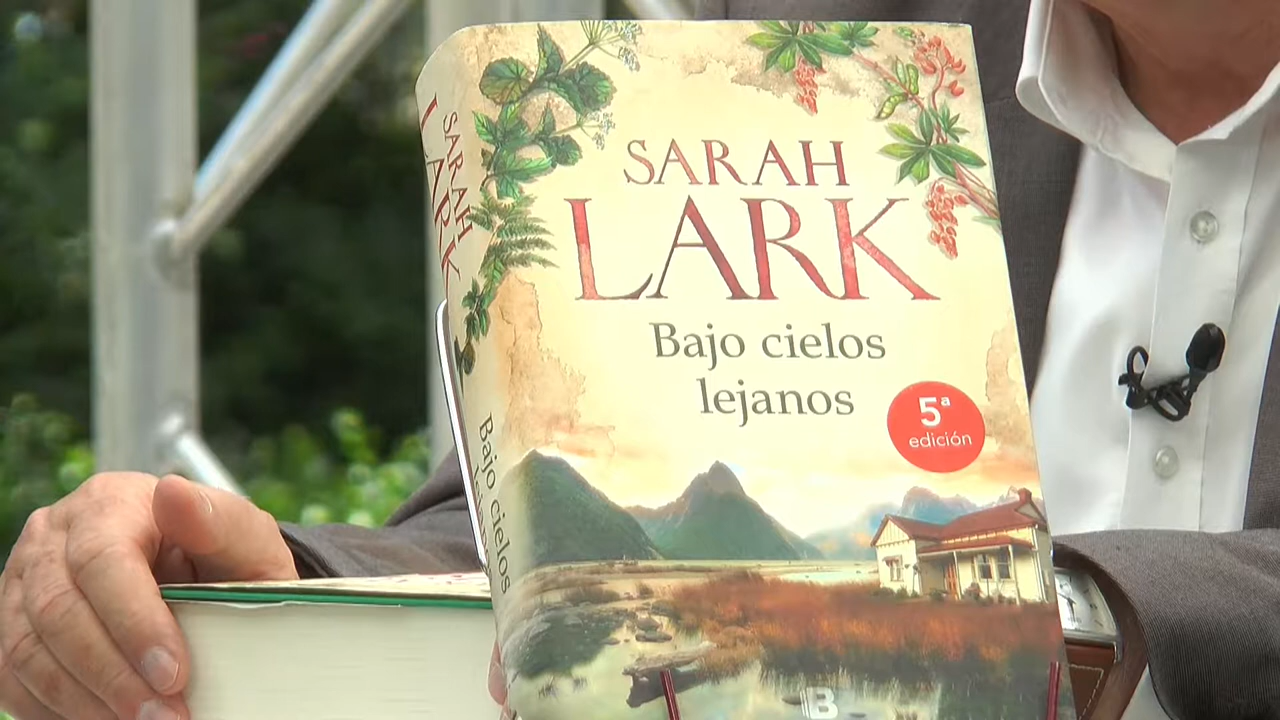 SARAH
LARK
Bajo cielos
lejanos
5ª
edición
B
SARAH
LARK
Bajo cielos